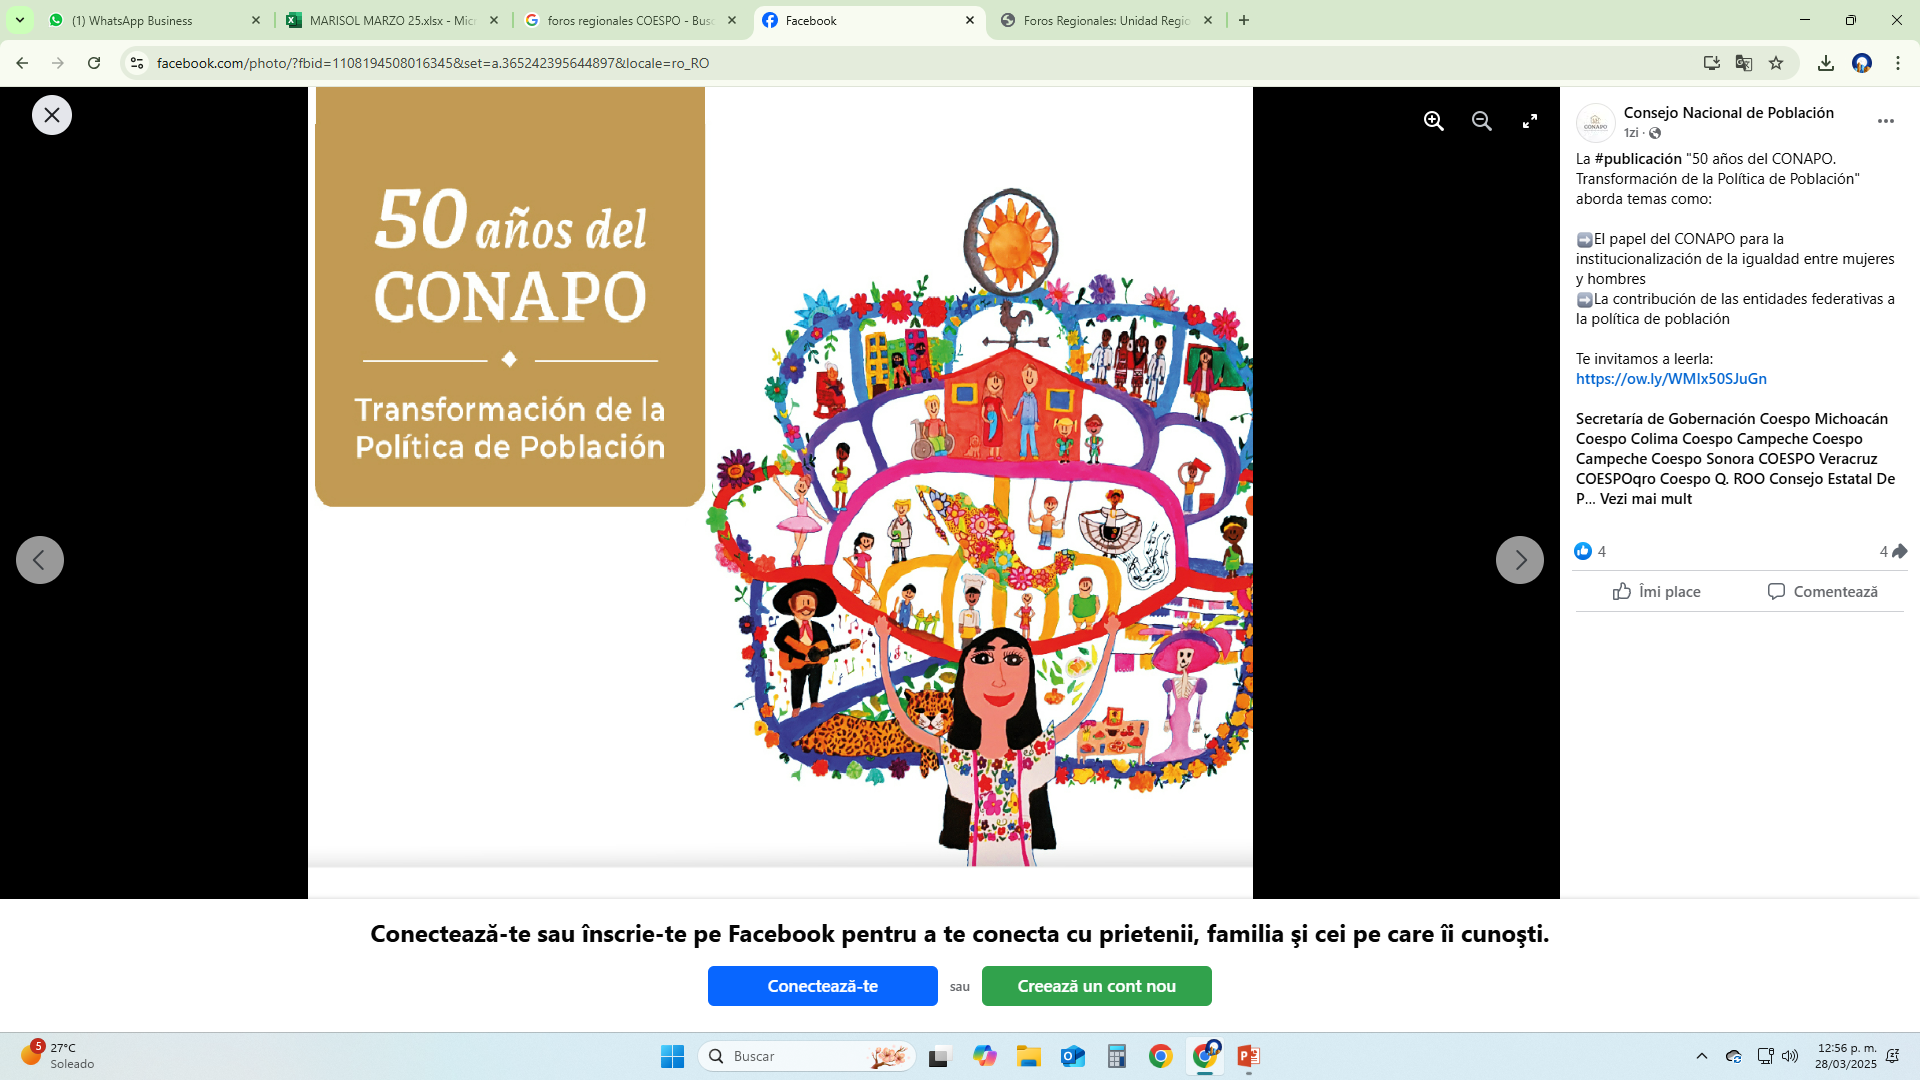 (1) WhatsApp Business
MARISOL MARZO 25.xlsx - Micr
foros regionales COESPO - Bus
Facebook
Foros Regionales: Unidad Regio
facebook.com/photo/?fbid=1108194508016345&set=a.365242395644897&locale=ro_RO
50 años del
CONAPO
Transformación de la
Política de Población
CONAPO
Consejo Nacional de Población
1zi ·
La #publicación "50 años del CONAPO.
Transformación de la Política de Población"
aborda temas como:
➡️El papel del CONAPO para la
institucionalización de la igualdad entre mujeres
y hombres
➡️La contribución de las entidades federativas a
la política de población
Te invitamos a leerla:
https://ow.ly/WMIx50SJuGn
Secretaría de Gobernación Coespo Michoacán
Coespo Colima Coespo Campeche Coespo
Campeche Coespo Sonora COESPO Veracruz
COESPOqro Coespo Q. ROO Consejo Estatal De
P... Vezi mai mult
4
4
Îmi place
Comentează
Conectează-te sau înscrie-te pe Facebook pentru a te conecta cu prietenii, familia şi cei pe care îi cunoşti.
Conectează-te
sau
Creează un cont nou
5
27°C
Soleado
Buscar
12:56 p. m.
28/03/2025